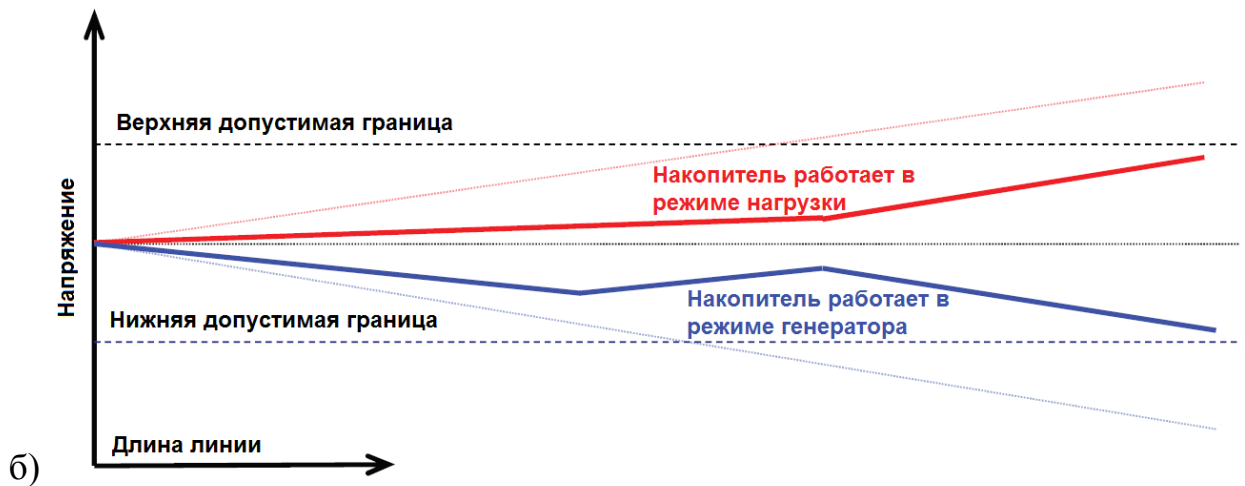 Верхняя допустимая граница
Накопитель работает в
режиме нагрузки
Напряжение
Накопитель работает в
режиме генератора
Нижняя допустимая граница
Длина линии
б)